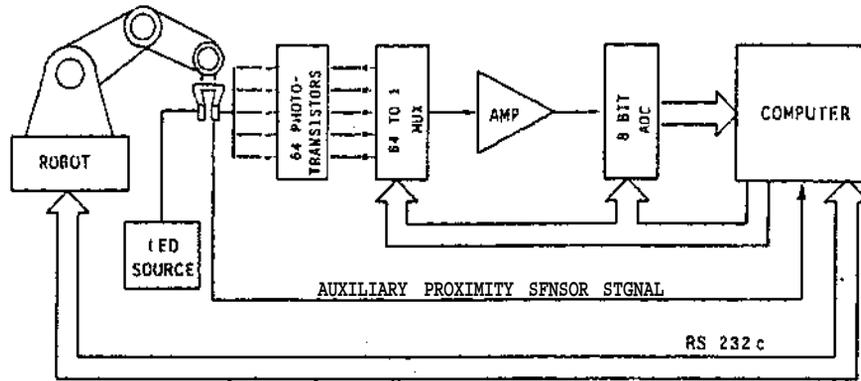 ROBOT
LED
SOURCE
64 PHOTO-
TRANSISTORS
64 TO 1
MUX
AMP
8 BIT
ADC
COMPUTER
AUXILIARY PROXIMITY SFNSOR STGNAL
RS 232 c